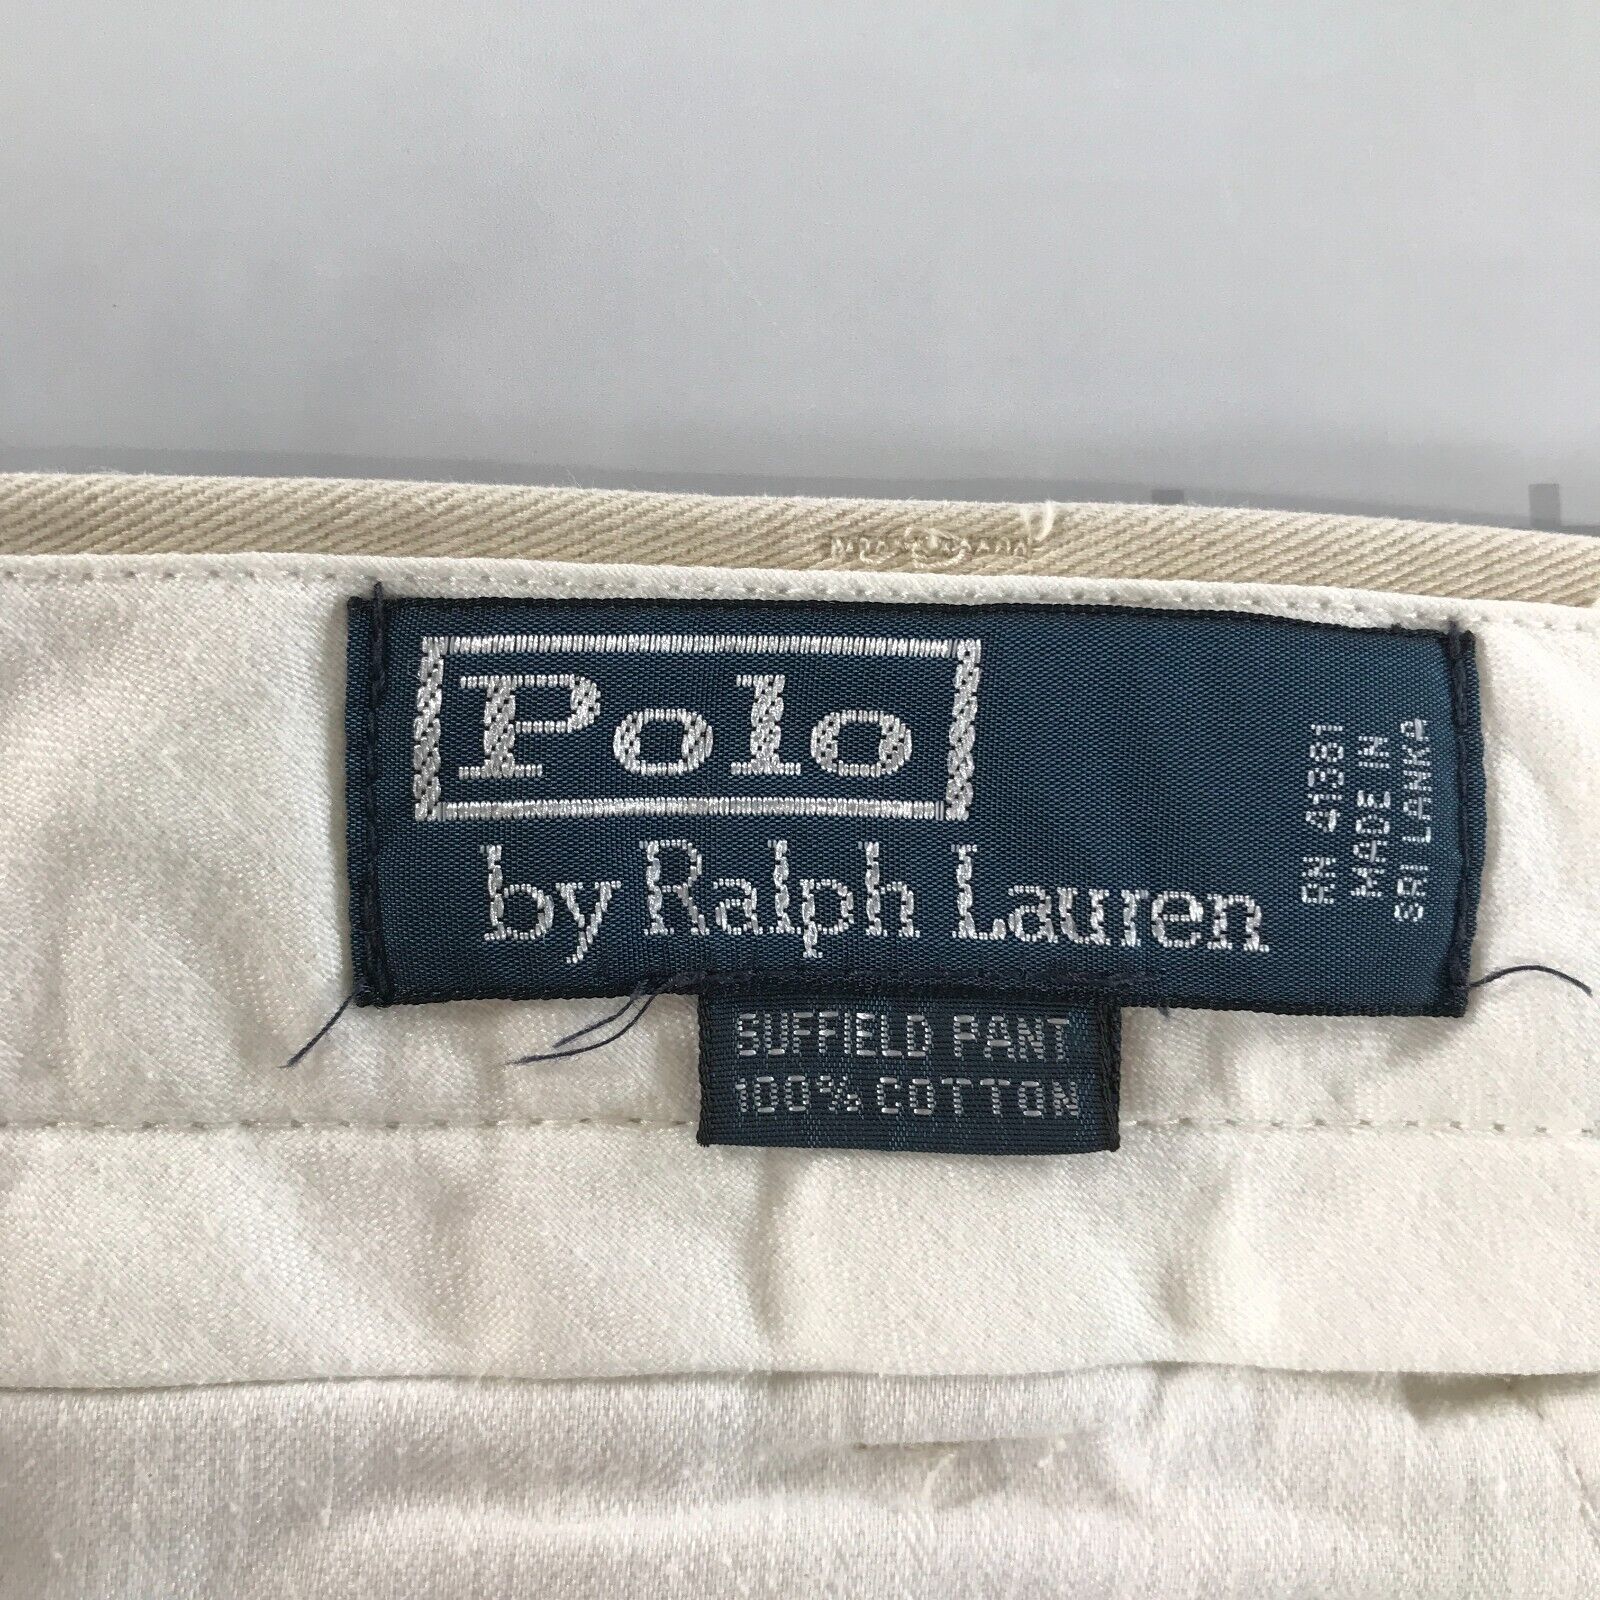 Polo
by Ralph Lauren
RN 41381
MADE IN
SRI LANKA
SUFFIELD PANT
100% COTTON